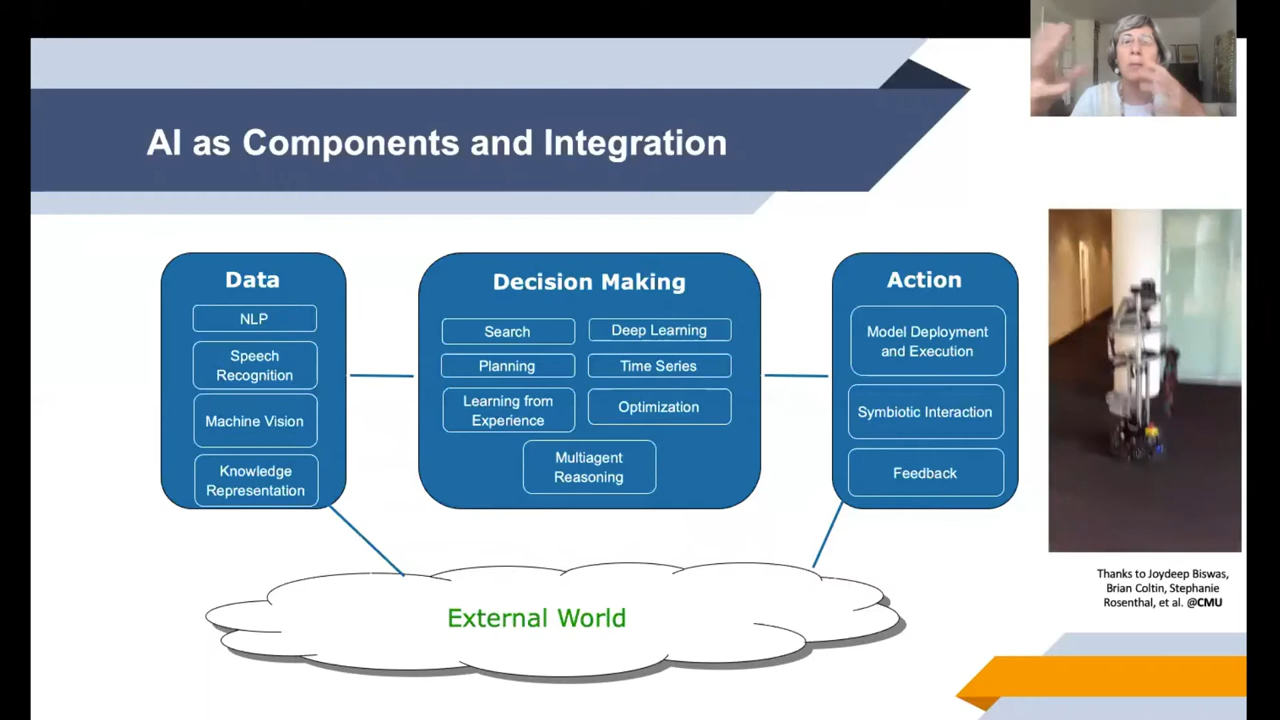 AI as Components and Integration
Data
NLP
Speech
Recognition
Machine Vision
Knowledge
Representation
Decision Making
Search
Deep Learning
Planning
Time Series
Learning from
Experience
Optimization
Multiagent
Reasoning
Action
Model Deployment
and Execution
Symbiotic Interaction
Feedback
External World
Thanks to Joydeep Biswas,
Brian Coltin, Stephanie
Rosenthal, et al. @CMU